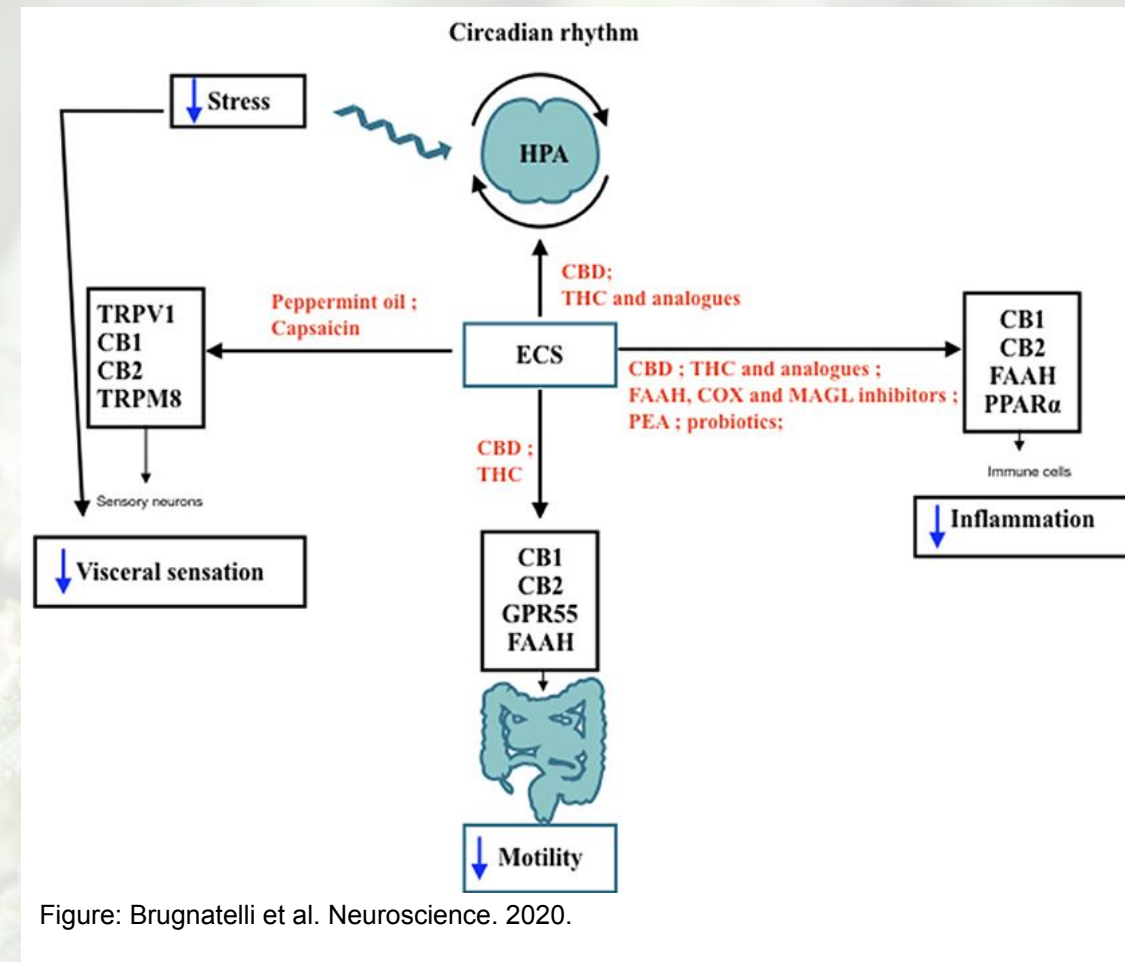 Circadian rhythm
Stress
HPA
CBD;
THC and analogues
Peppermint oil ;
Capsaicin
TRPV1
CB1
CB2
TRPM8
ECS
CBD ; THC and analogues ;
FAAH, COX and MAGL inhibitors ;
PEA ; probiotics;
CB1
CB2
FAAH
PPARα
CBD ;
THC
Sensory neurons
Immune cells
Visceral sensation
Inflammation
CB1
CB2
GPR55
FAAH
Motility
Figure: Brugnatelli et al. Neuroscience. 2020.